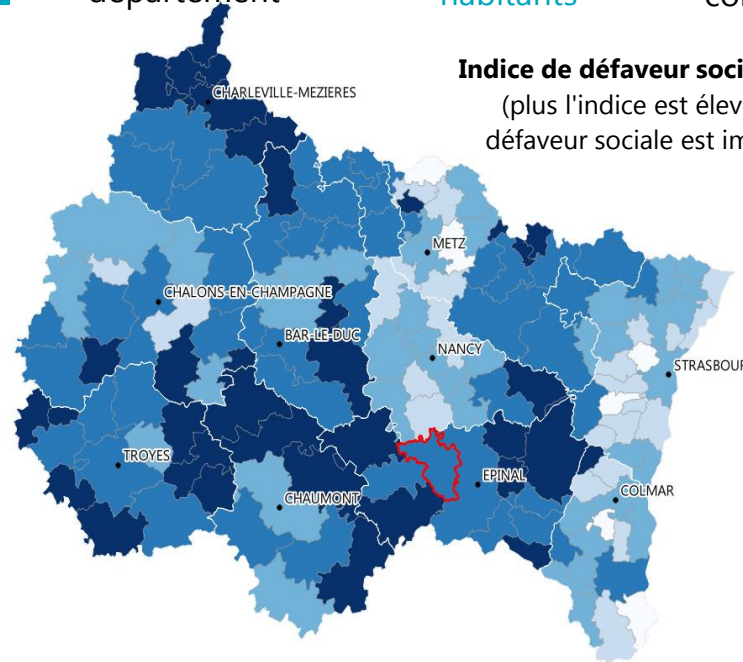 département
habitants
Indice de défaveur soci
(plus l'indice est élev
défaveur sociale est im
CHARLEVILLE-MEZIERES
METZ
CHALONS-EN-CHAMPAGNE
BAR-LE-DUC
NANCY
STRASBOUR
TROYES
EPINAL
CHAUMONT
COLMAR